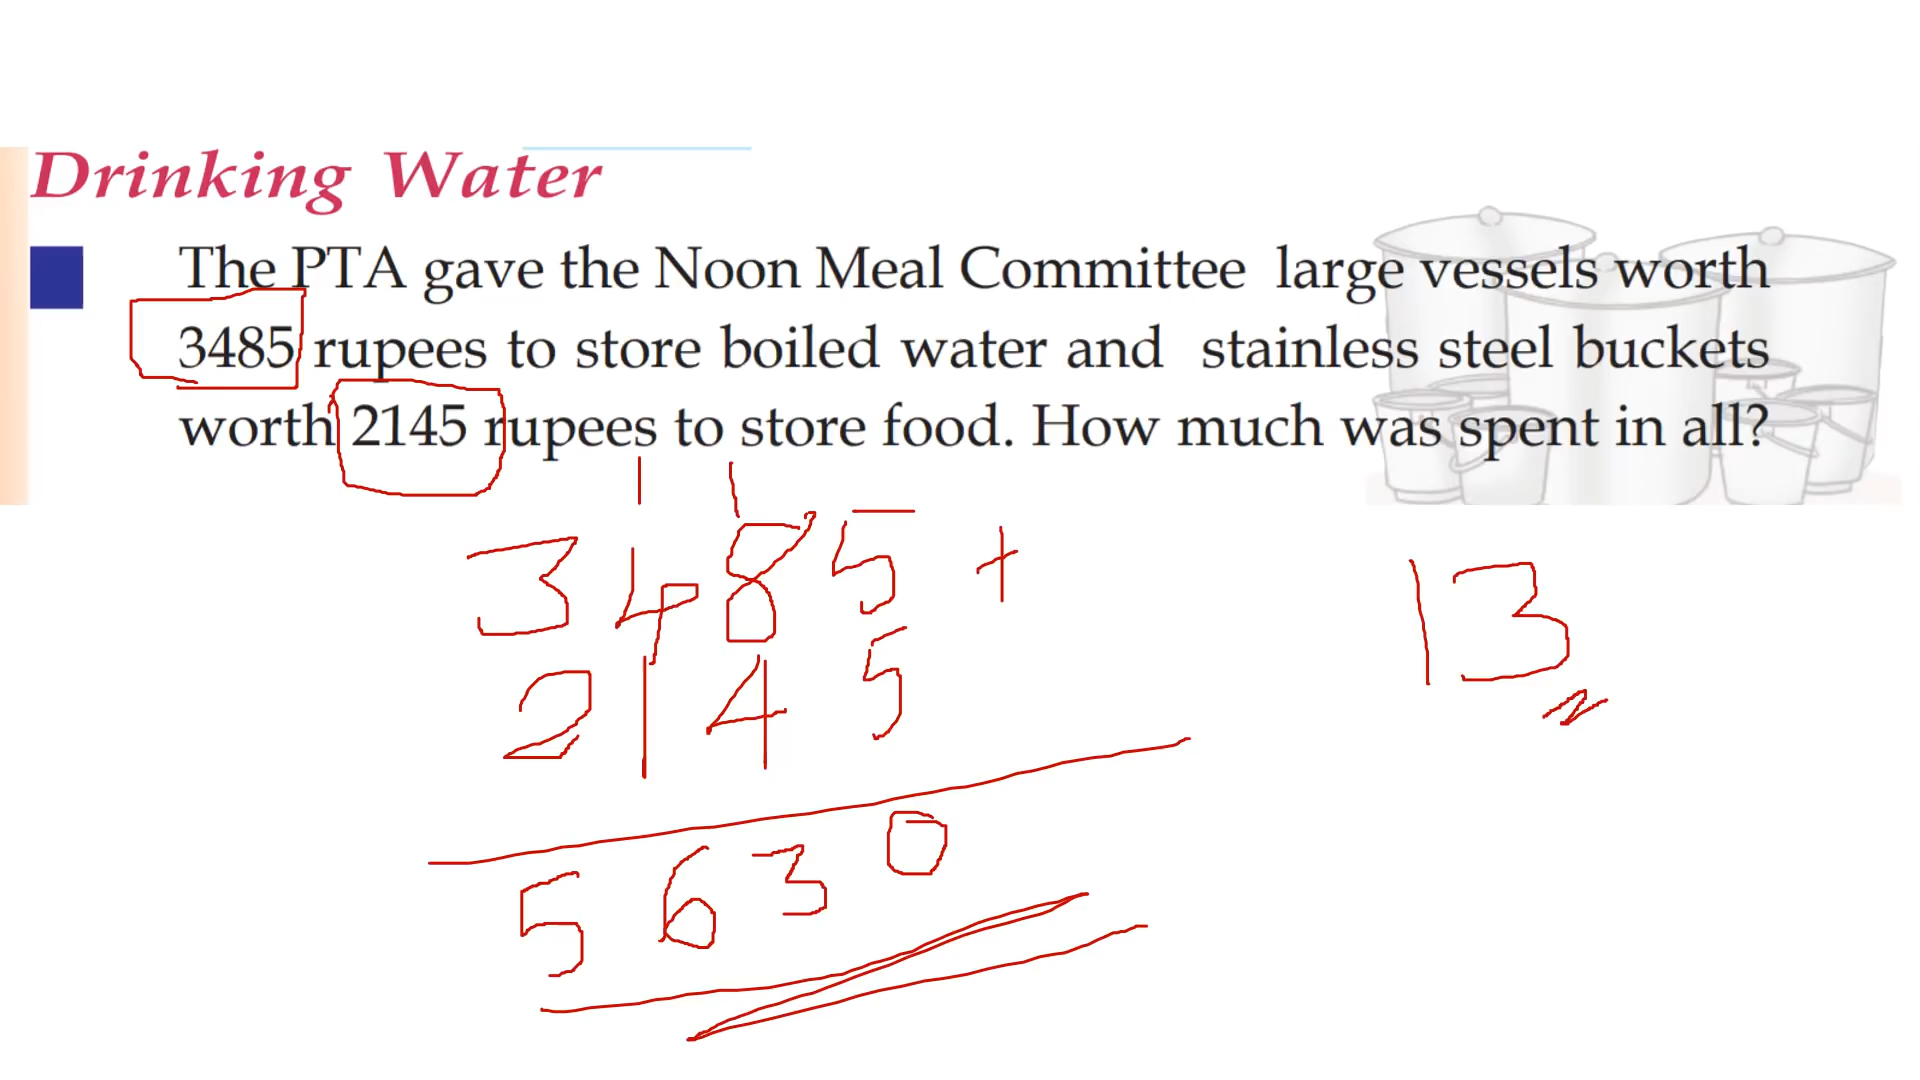 Drinking Water
The PTA gave the Noon Meal Committee large vessels worth
3485 rupees to store boiled water and stainless steel buckets
worth 2145 rupees to store food. How much was spent in all?
1 1
3485 +
2145
5630
13